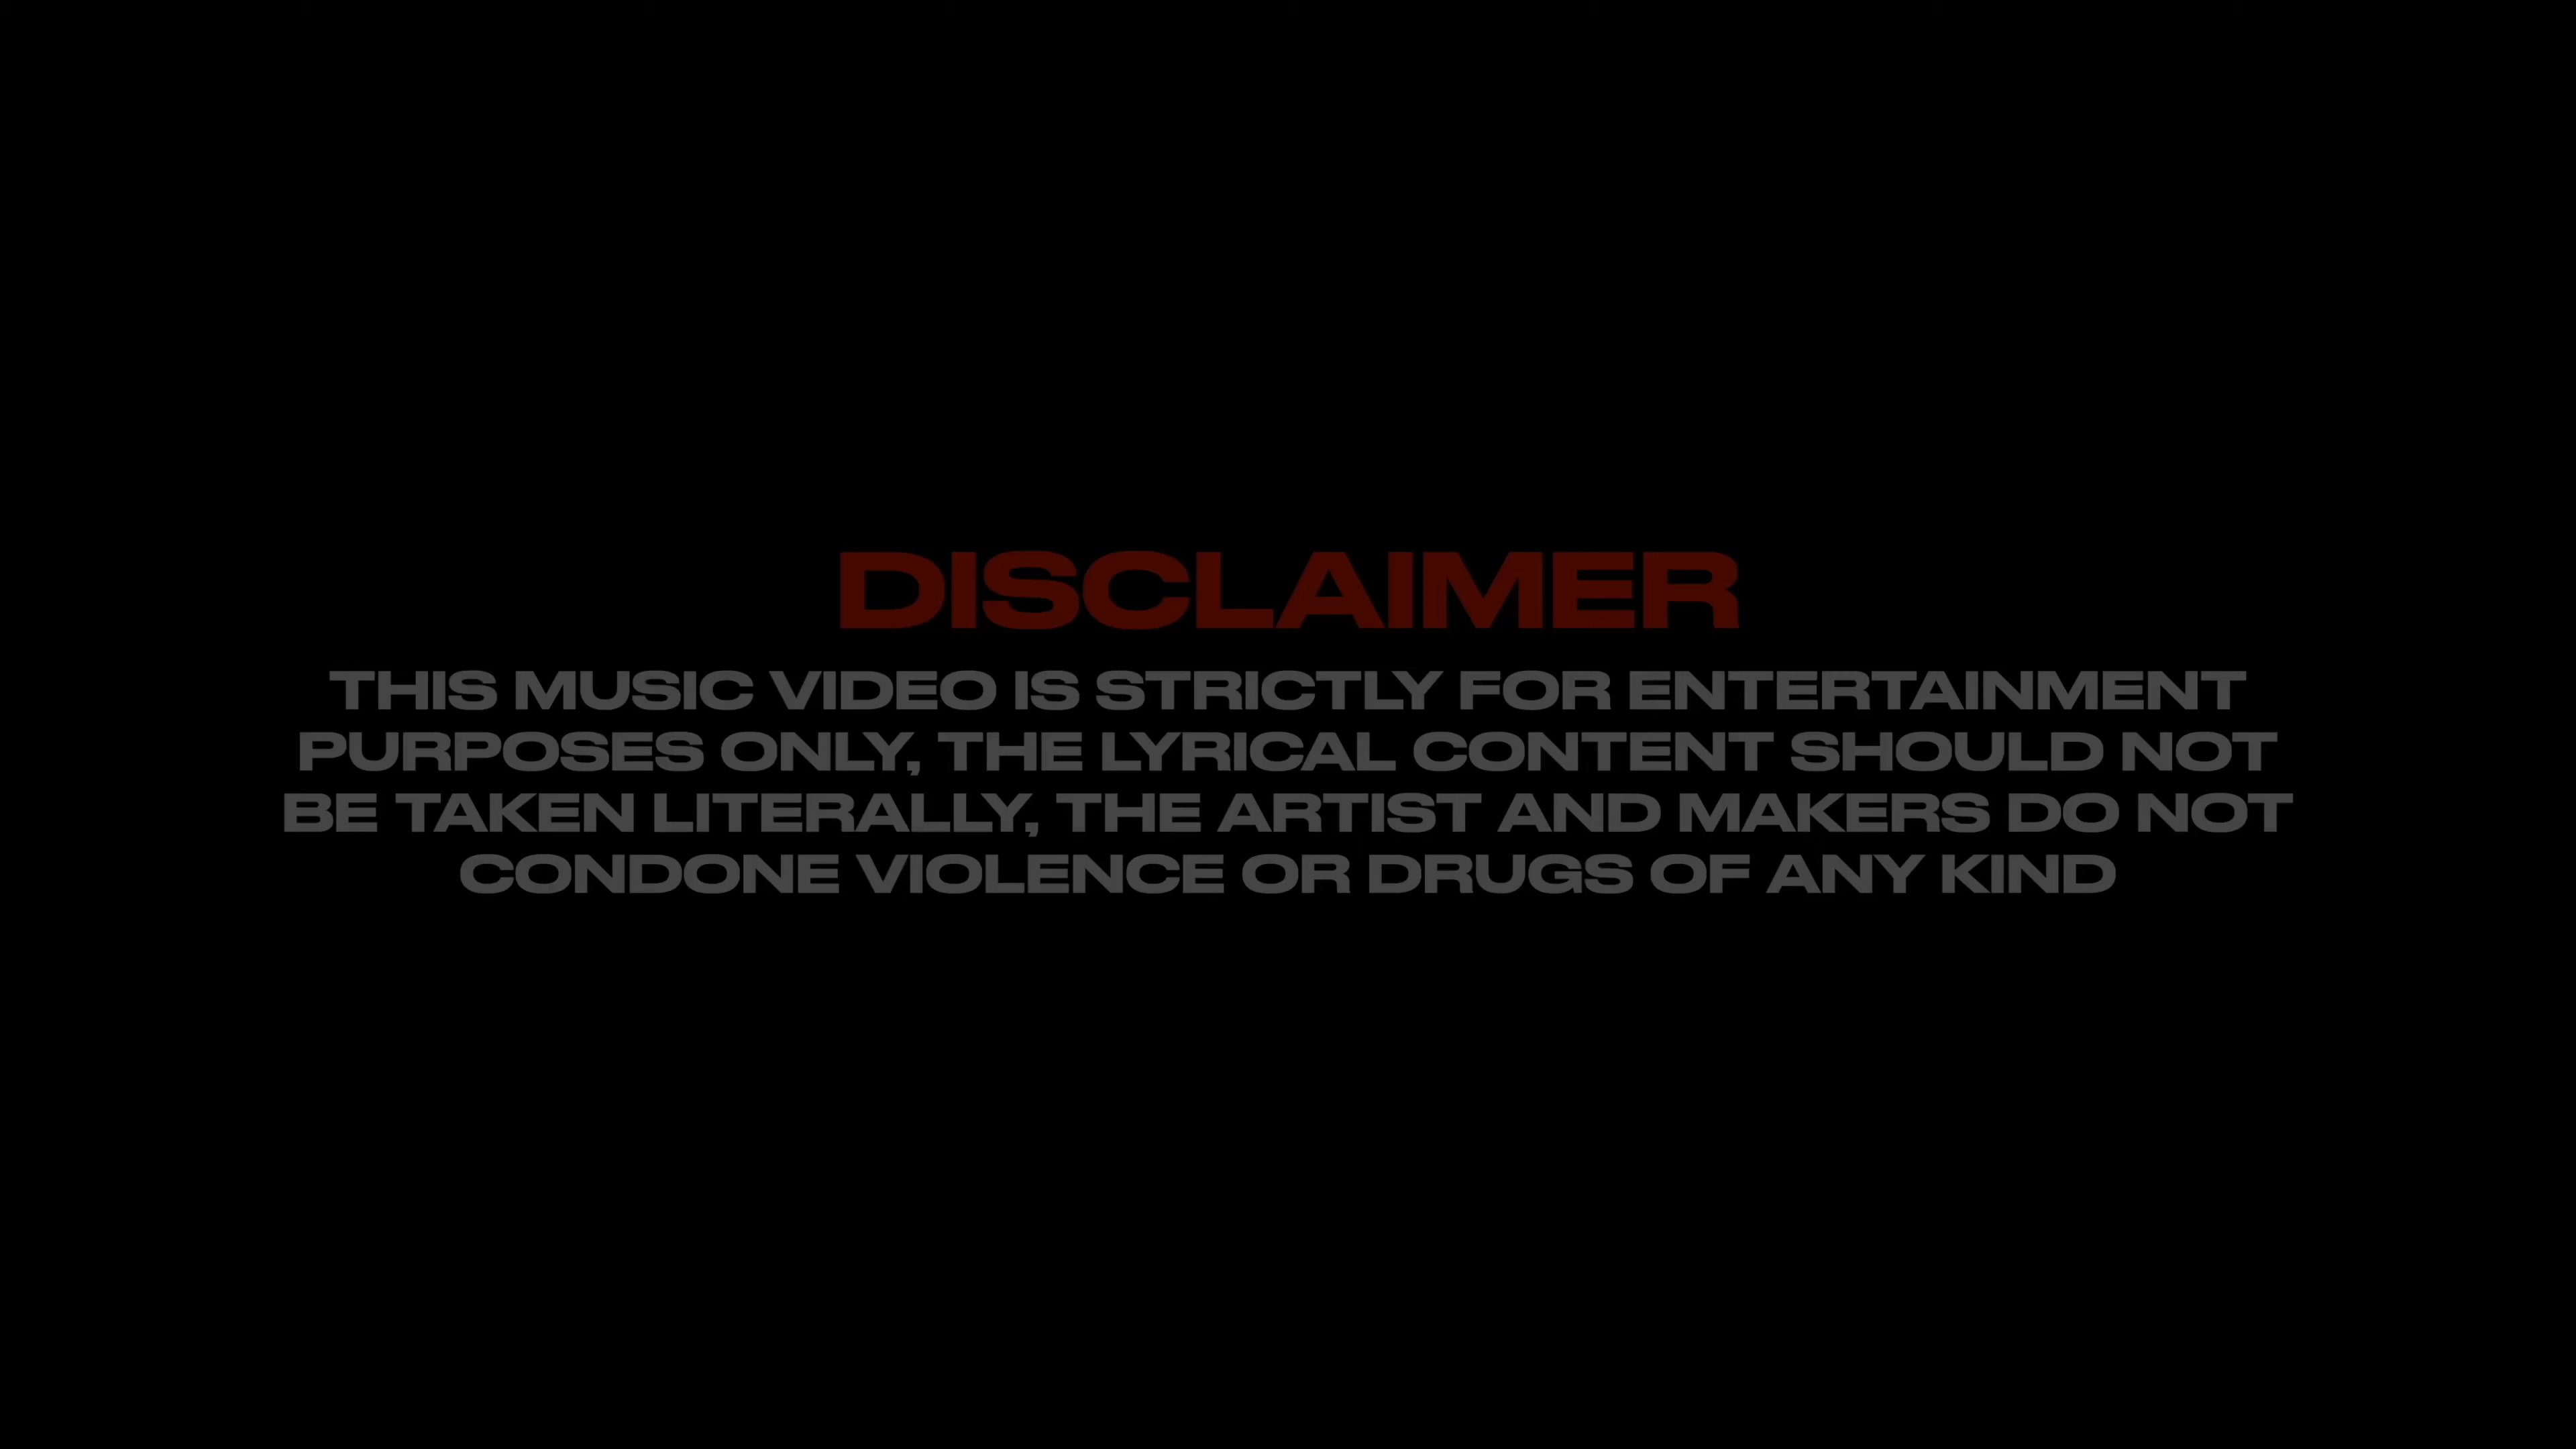 DISCLAIMER
THIS MUSIC VIDEO IS STRICTLY FOR ENTERTAINMENT
PURPOSES ONLY, THE LYRICAL CONTENT SHOULD NOT
BE TAKEN LITERALLY, THE ARTIST AND MAKERS DO NOT
CONDONE VIOLENCE OR DRUGS OF ANY KIND